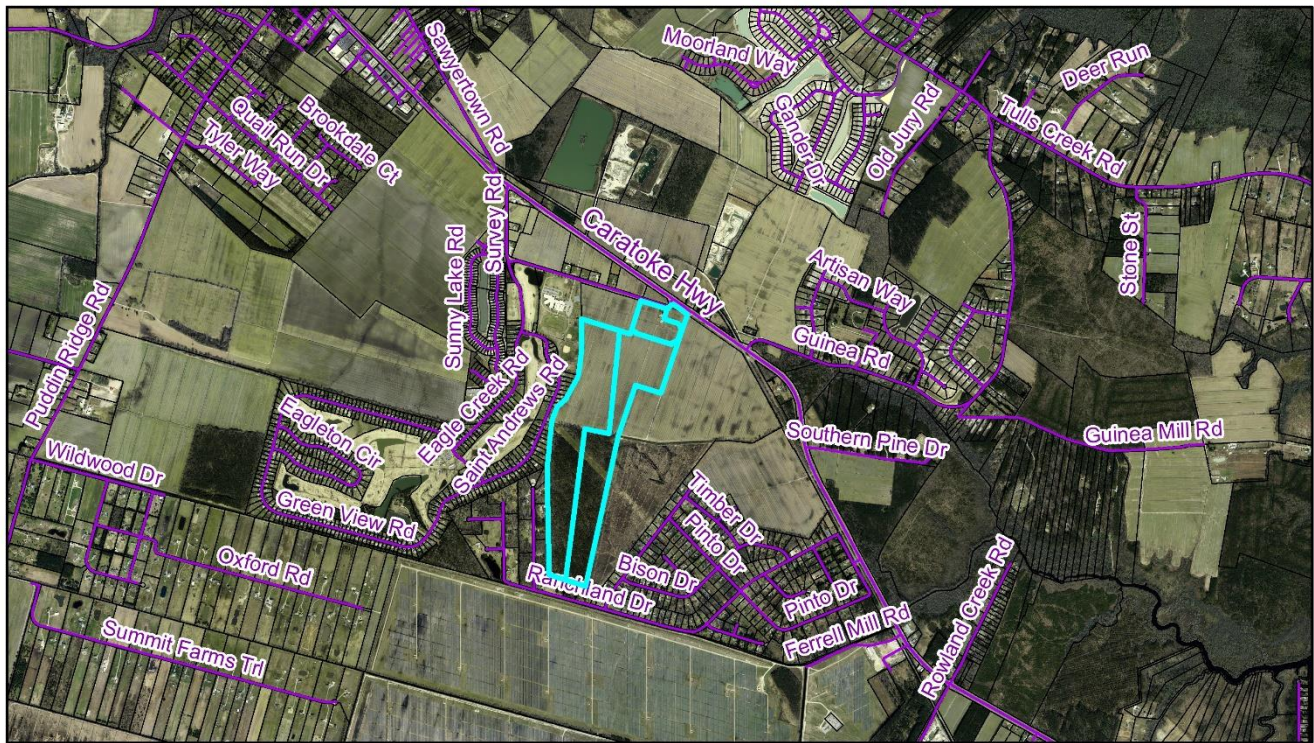 Sawyertown Rd
Moorland Way
Deer Run
Tulls Creek Rd
Old Jury Rd
Gander Dr
Brookdale Ct
Quail Run Dr
Tyler Way
Survey Rd
Caratoke Hwy
Stone St
Sunny Lake Rd
Artisan Way
Puddin Ridge Rd
Guinea Rd
Eagle Creek Rd
Saint Andrews Rd
Eagleton Cir
Southern Pine Dr
Guinea Mill Rd
Wildwood Dr
Green View Rd
Timber Dr
Pinto Dr
Oxford Rd
Bison Dr
Ranchland Dr
Pinto Dr
Ferrell Mill Rd
Rowland Creek Rd
Summit Farms Trl